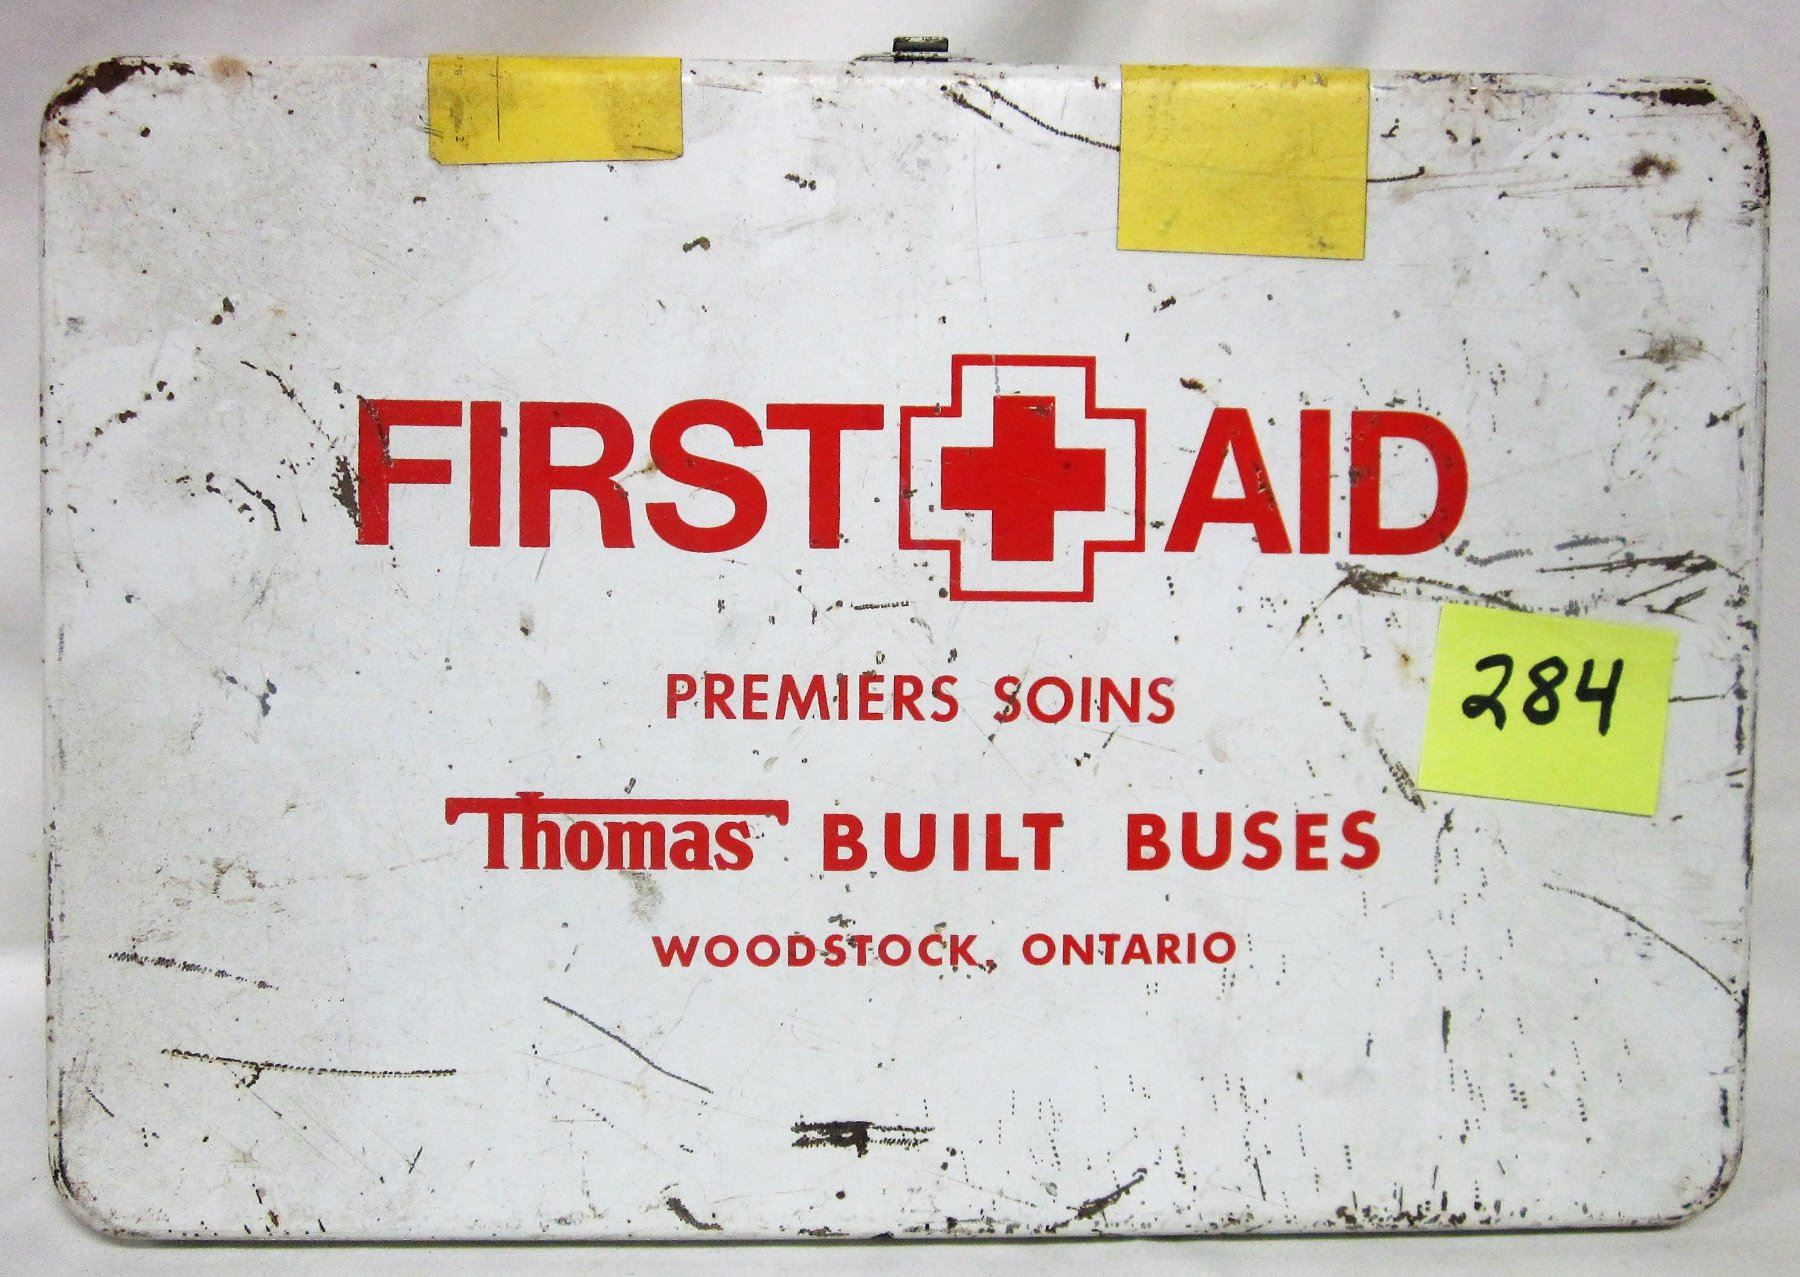 FIRST AID
PREMIERS SOINS
284
Thomas BUILT BUSES
WOODSTOCK, ONTARIO